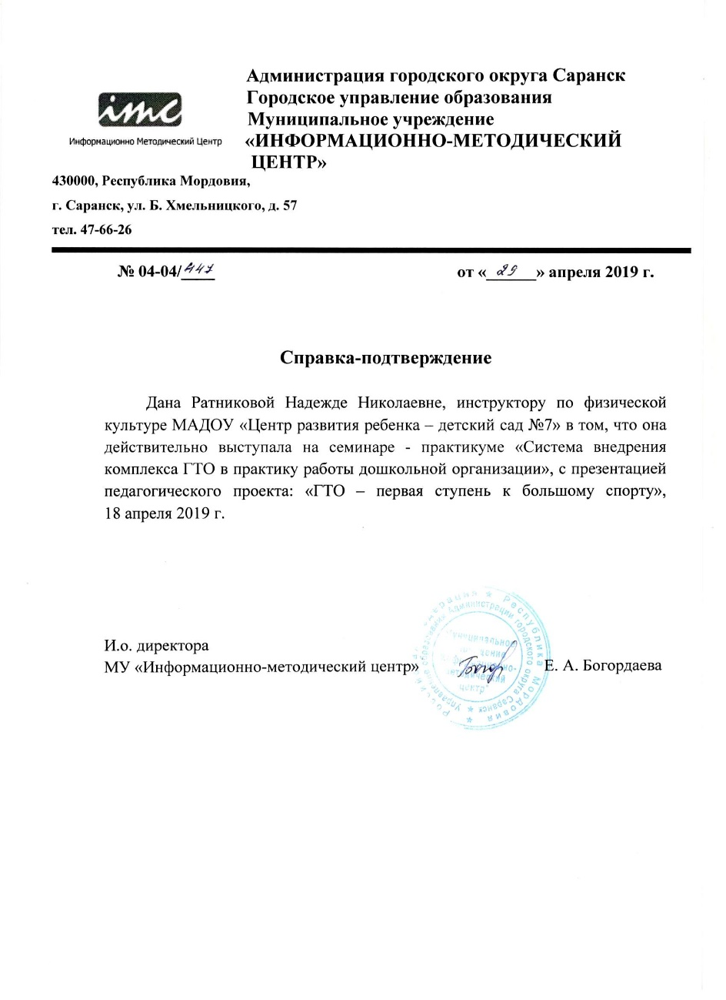 Администрация городского округа Саранск
Городское управление образования
Муниципальное учреждение
«ИНФОРМАЦИОННО-МЕТОДИЧЕСКИЙ
ЦЕНТР»
imc
Информационно Методический Центр
430000, Республика Мордовия,
г. Саранск, ул. Б. Хмельницкого, д. 57
тел. 47-66-26
№ 04-04/447 от «29» апреля 2019 г.
Справка-подтверждение
Дана Ратниковой Надежде Николаевне, инструктору по физической
культуре МАДОУ «Центр развития ребенка – детский сад №7» в том, что она
действительно выступала на семинаре - практикуме «Система внедрения
комплекса ГТО в практику работы дошкольной организации», с презентацией
педагогического проекта: «ГТО – первая ступень к большому спорту»,
18 апреля 2019 г.
И.о. директора
МУ «Информационно-методический центр» Е. А. Богордаева
Республика Мордовия
Администрации городского округа Саранск
центр"